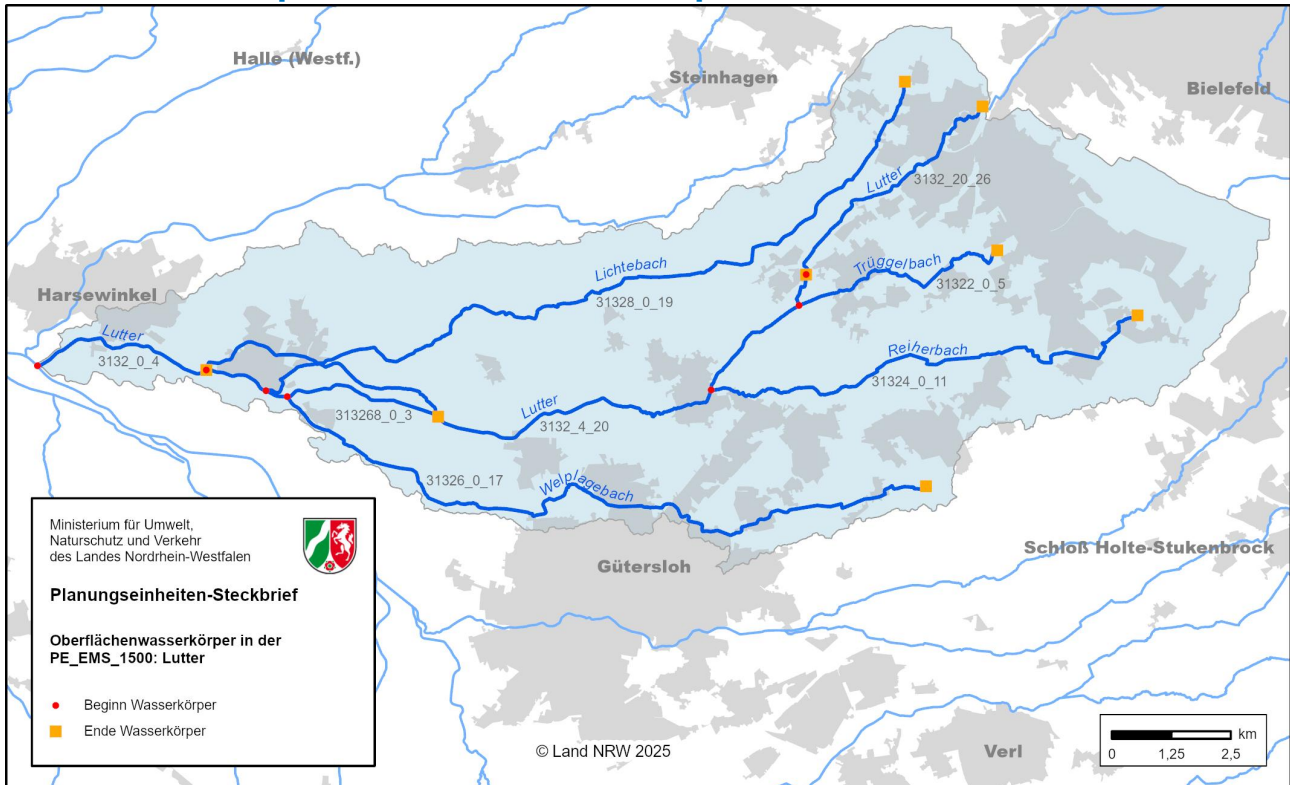 Halle (Westf.)
Steinhagen
Bielefeld
Lutter
3132_20_26
Lichtebach
31328_0_19
Trüggelbach
31322_0_5
Harsewinkel
Lutter
3132_0_4
Reiherbach
31324_0_11
313268_0_3
Lutter
3132_4_20
31326_0_17
Welplagebach
Gütersloh
Schloß Holte-Stukenbrock
Verl
Ministerium für Umwelt,
Naturschutz und Verkehr
des Landes Nordrhein-Westfalen
Planungseinheiten-Steckbrief
Oberflächenwasserkörper in der
PE_EMS_1500: Lutter
Beginn Wasserkörper
Ende Wasserkörper
© Land NRW 2025
km
0 1,25 2,5